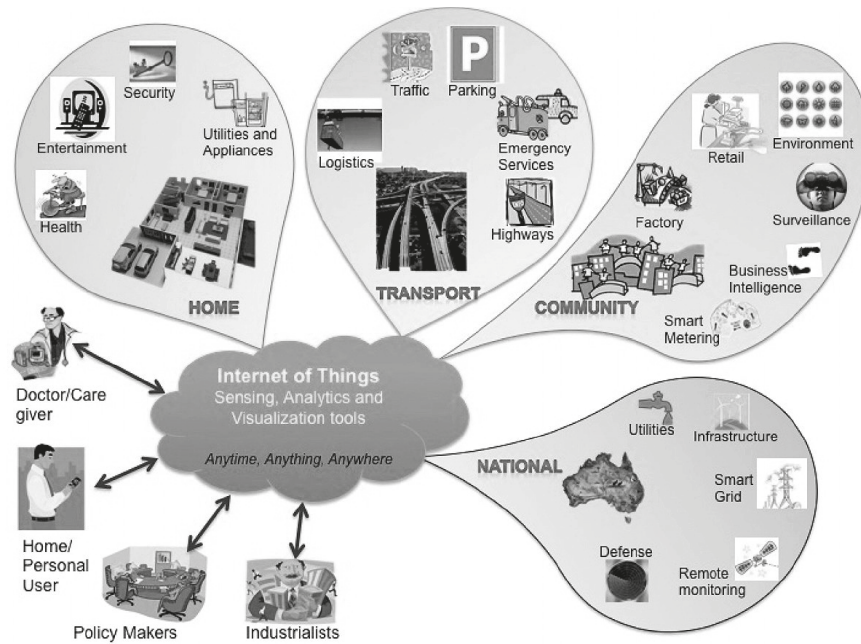 Security
Entertainment
Utilities and
Appliances
Health
HOME
Traffic
P
Parking
Logistics
Emergency
Services
Highways
TRANSPORT
Retail
Environment
Factory
Surveillance
Business
Intelligence
Smart
Metering
COMMUNITY
Internet of Things
Sensing, Analytics and
Visualization tools
Anytime, Anything, Anywhere
NATIONAL
Utilities
Infrastructure
Smart
Grid
Defense
Remote
monitoring
Doctor/Care
giver
Home/
Personal
User
Policy Makers
Industrialists